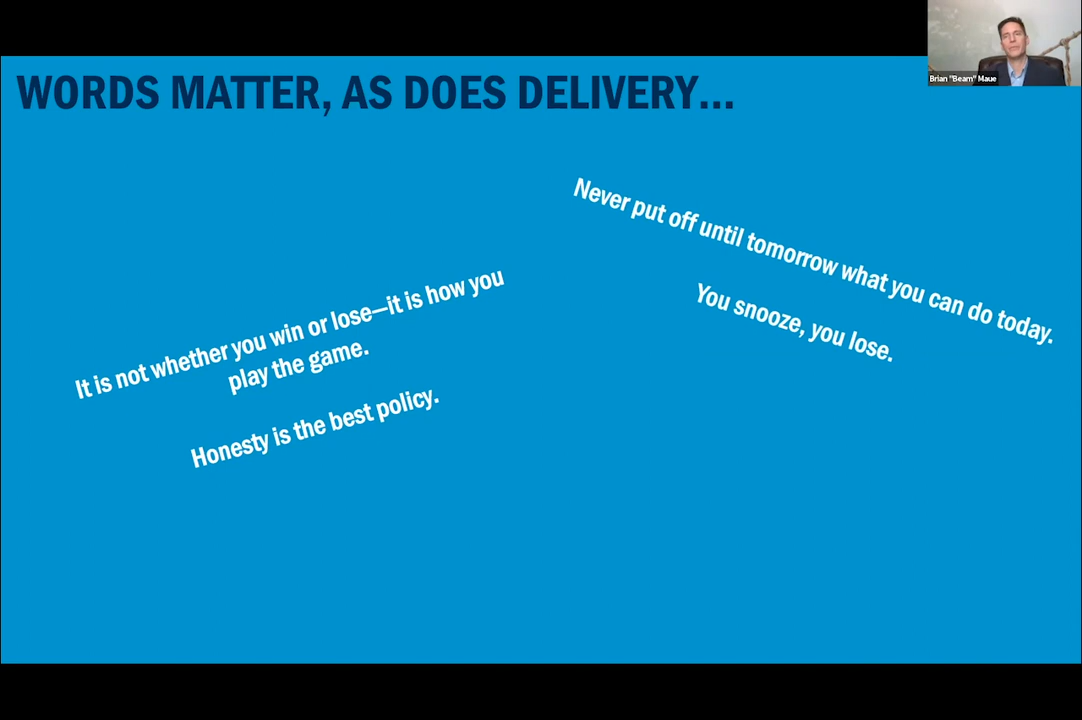 WORDS MATTER, AS DOES DELIVERY...
Brian "Beam" Maue
It is not whether you win or lose—it is how you
play the game.
Honesty is the best policy.
Never put off until tomorrow what you can do today.
You snooze, you lose.